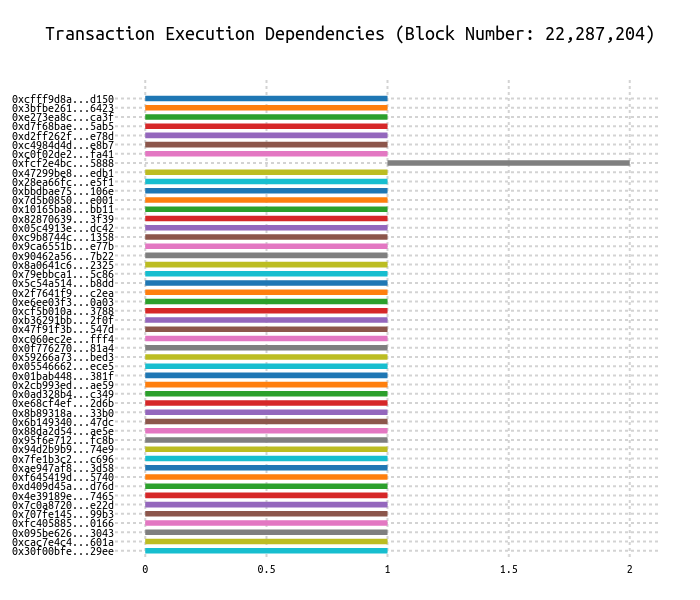 Transaction Execution Dependencies (Block Number: 22,287,204)
0xcfff9d8a...d150
0x3bfbe261...6423
0xe273ea8c...ca3f
0xd7f68bae...5ab5
0xd2ff262f...e78d
0xc4984d4d...e8b7
0xc0f02de2...fa41
0xfcf2e4bc...5888
0x47299be8...edb1
0x28ea66fc...e5f1
0xbbdbae75...106e
0x7d5b0850...e001
0x10165ba8...bb11
0x82870639...3f39
0x05c4913e...dc42
0xc9b8744c...1358
0x9ca6551b...e77b
0x90462a56...7b22
0x8a0641c6...2325
0x79ebbca1...5c86
0x5c54a514...b8dd
0x2f7641f9...c2ea
0xe6ee03f3...0a03
0xcf5b010a...3788
0xb36291bb...2f0f
0x47f91f3b...547d
0xc060ec2e...fff4
0x0f776270...81a4
0x59266a73...bed3
0x05546662...ece5
0x01bab448...381f
0x2cb993ed...ae59
0x0ad328b4...c349
0xe68cf4ef...2d6b
0x8b89318a...33b0
0x6b149340...47dc
0x88da2d54...ae5e
0x95f6e712...fc8b
0x94d2b9b9...74e9
0x7fe1b3c2...c696
0xae947af8...3d58
0xf645419d...5740
0xd409d45a...d76d
0x4e39189e...7465
0x7c0a8720...e22d
0x707fe145...99b3
0xfc405885...0166
0x095be626...3043
0xcac7e4c4...601a
0x30f00bfe...29ee
0 0.5 1 1.5 2